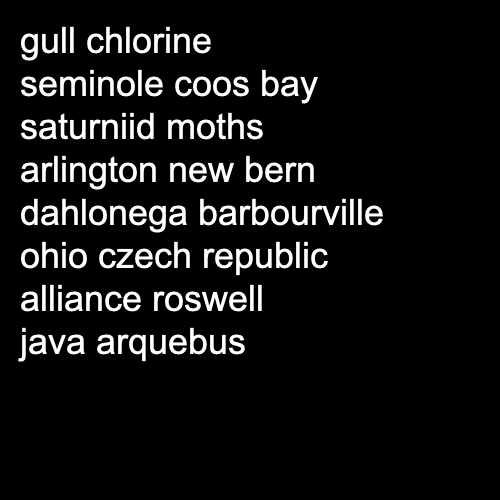 gull chlorine
seminole coos bay
saturniid moths
arlington new bern
dahlonega barbourville
ohio czech republic
alliance roswell
java arquebus